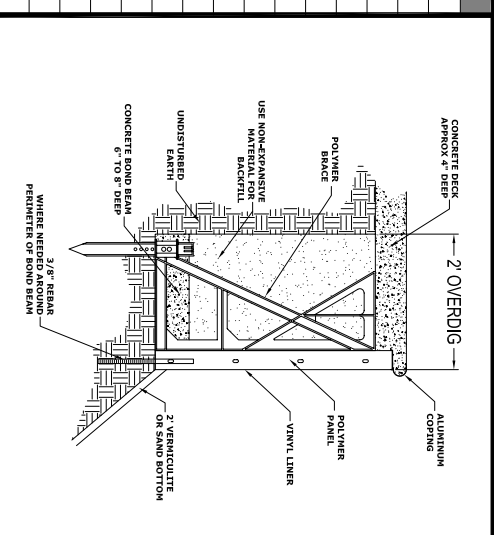 CONCRETE DECK
APPROX 4" DEEP
2' OVERDIG
ALUMINUM
COPING
POLYMER
BRACE
USE NON-EXPANSIVE
MATERIAL FOR
BACKFILL
UNDISTURBED
EARTH
CONCRETE BOND BEAM
6" TO 8" DEEP
POLYMER
PANEL
VINYL LINER
2' VERMICULITE
OR SAND BOTTOM
3/8" REBAR
WHERE NEEDED AROUND
PERIMETER OF BOND BEAM